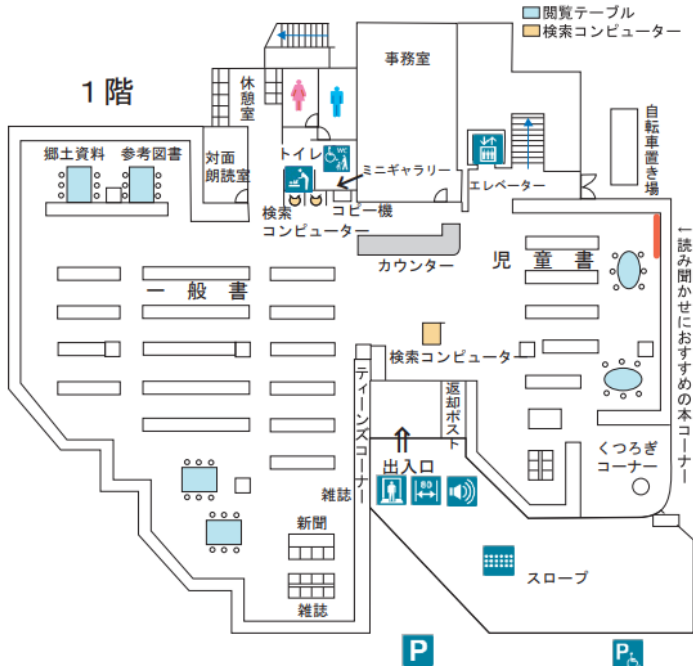 閲覧テーブル
検索コンピューター
1階
休憩室
事務室
自転車置き場
郷土資料
参考図書
対面
朗読室
トイレ
WC
ミニギャラリー
エレベーター
検索
コンピューター
コピー機
カウンター
児童書
←読み聞かせにおすすめの本コーナー
一般書
検索コンピューター
ティーンズコーナー
返却ポスト
出入口
80
くつろぎ
コーナー
雑誌
新聞
雑誌
スロープ
P
P